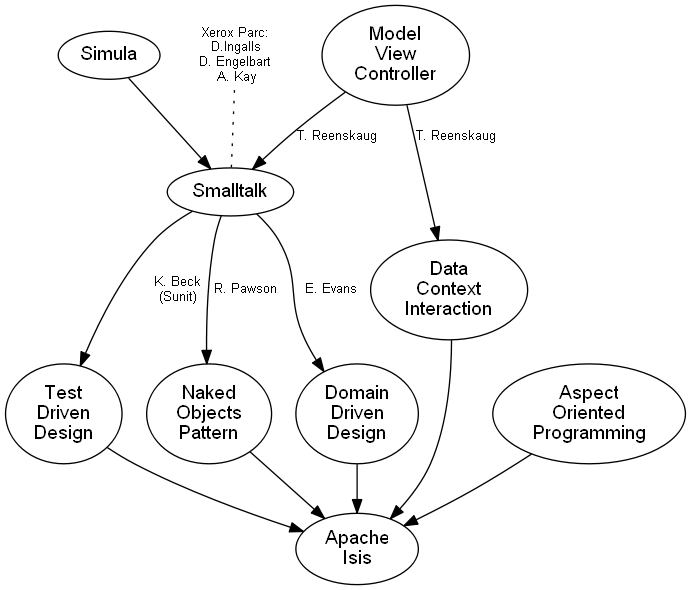 Simula
Xerox Parc:
D.Ingalls
D. Engelbart
A. Kay
Model
View
Controller
T. Reenskaug
T. Reenskaug
Smalltalk
Data
Context
Interaction
K. Beck
(Sunit)
R. Pawson
E. Evans
Test
Driven
Design
Naked
Objects
Pattern
Domain
Driven
Design
Aspect
Oriented
Programming
Apache
Isis